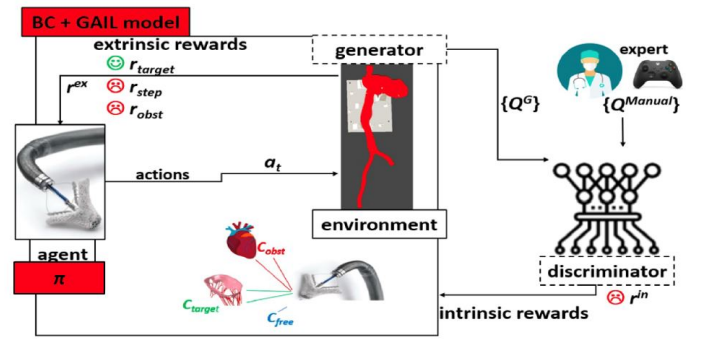 BC + GAIL model
extrinsic rewards
r_target
r_step
r_obst
r^ex
generator
expert
{Q^G}
{Q^Manual}
actions
a_t
environment
agent
π
C_obst
C_target
C_free
discriminator
r^in
intrinsic rewards